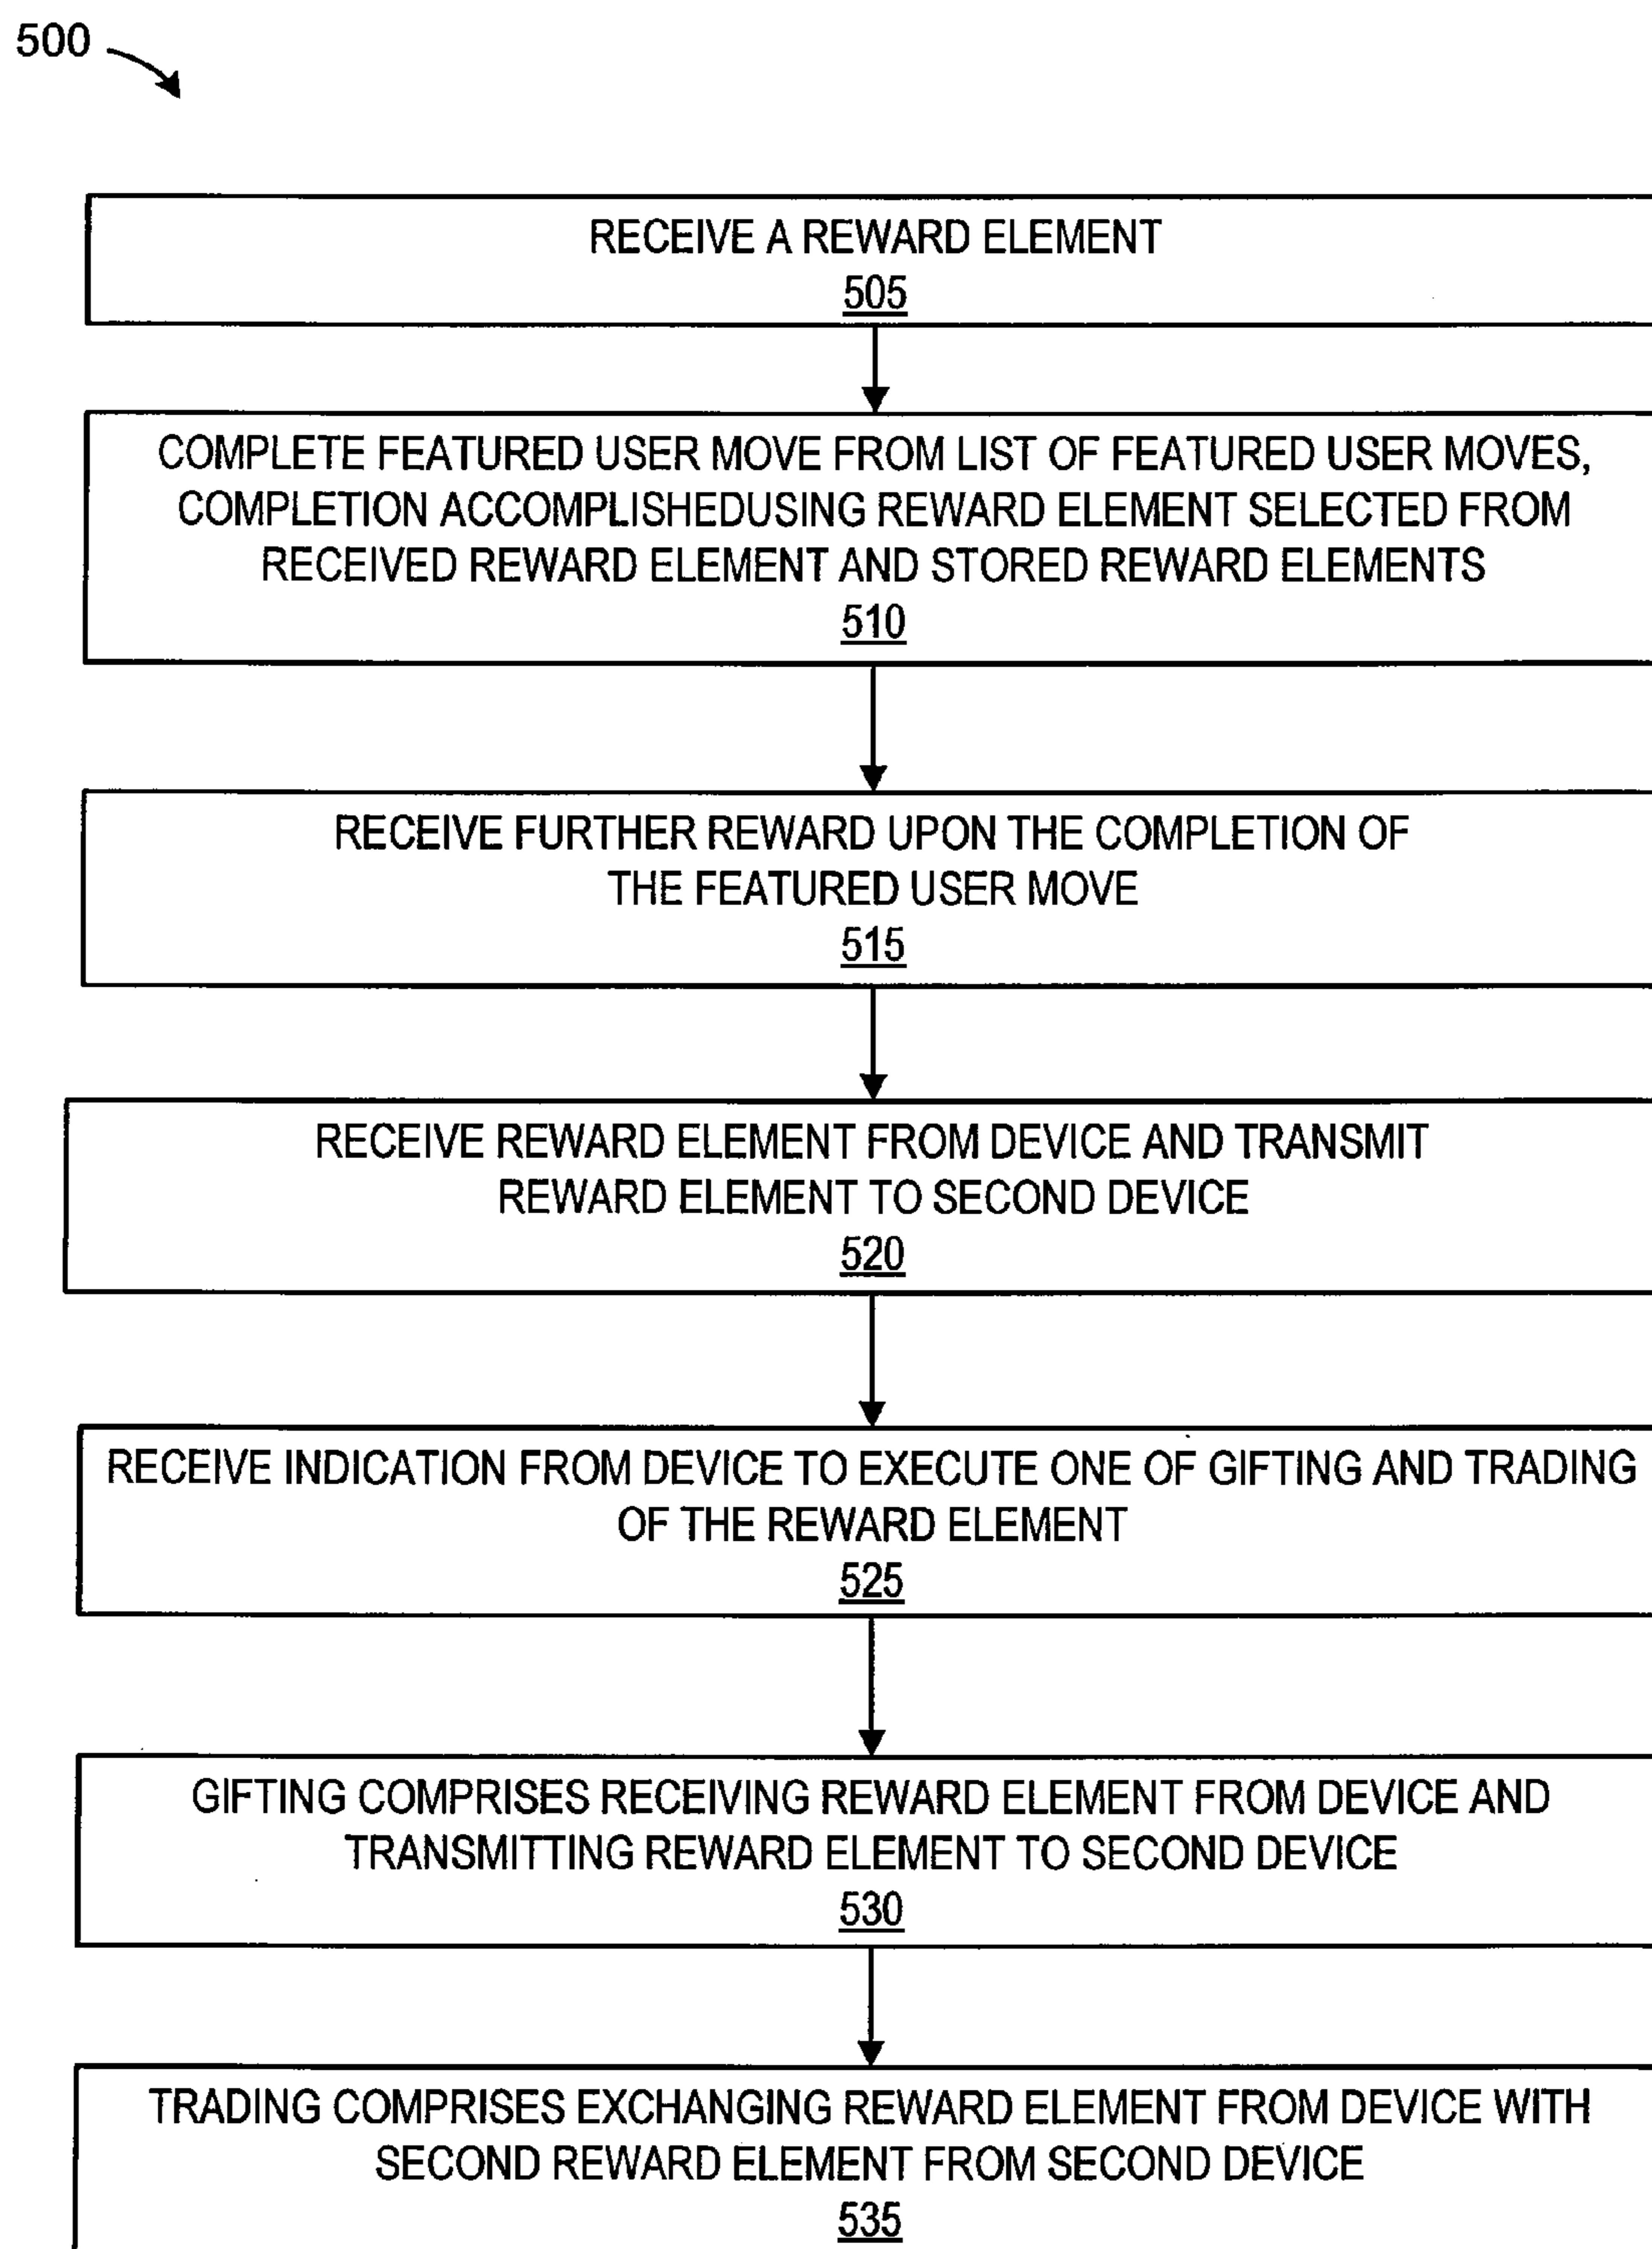 500
RECEIVE A REWARD ELEMENT
505
COMPLETE FEATURED USER MOVE FROM LIST OF FEATURED USER MOVES,
COMPLETION ACCOMPLISHEDUSING REWARD ELEMENT SELECTED FROM
RECEIVED REWARD ELEMENT AND STORED REWARD ELEMENTS
510
RECEIVE FURTHER REWARD UPON THE COMPLETION OF
THE FEATURED USER MOVE
515
RECEIVE REWARD ELEMENT FROM DEVICE AND TRANSMIT
REWARD ELEMENT TO SECOND DEVICE
520
RECEIVE INDICATION FROM DEVICE TO EXECUTE ONE OF GIFTING AND TRADING
OF THE REWARD ELEMENT
525
GIFTING COMPRISES RECEIVING REWARD ELEMENT FROM DEVICE AND
TRANSMITTING REWARD ELEMENT TO SECOND DEVICE
530
TRADING COMPRISES EXCHANGING REWARD ELEMENT FROM DEVICE WITH
SECOND REWARD ELEMENT FROM SECOND DEVICE
535